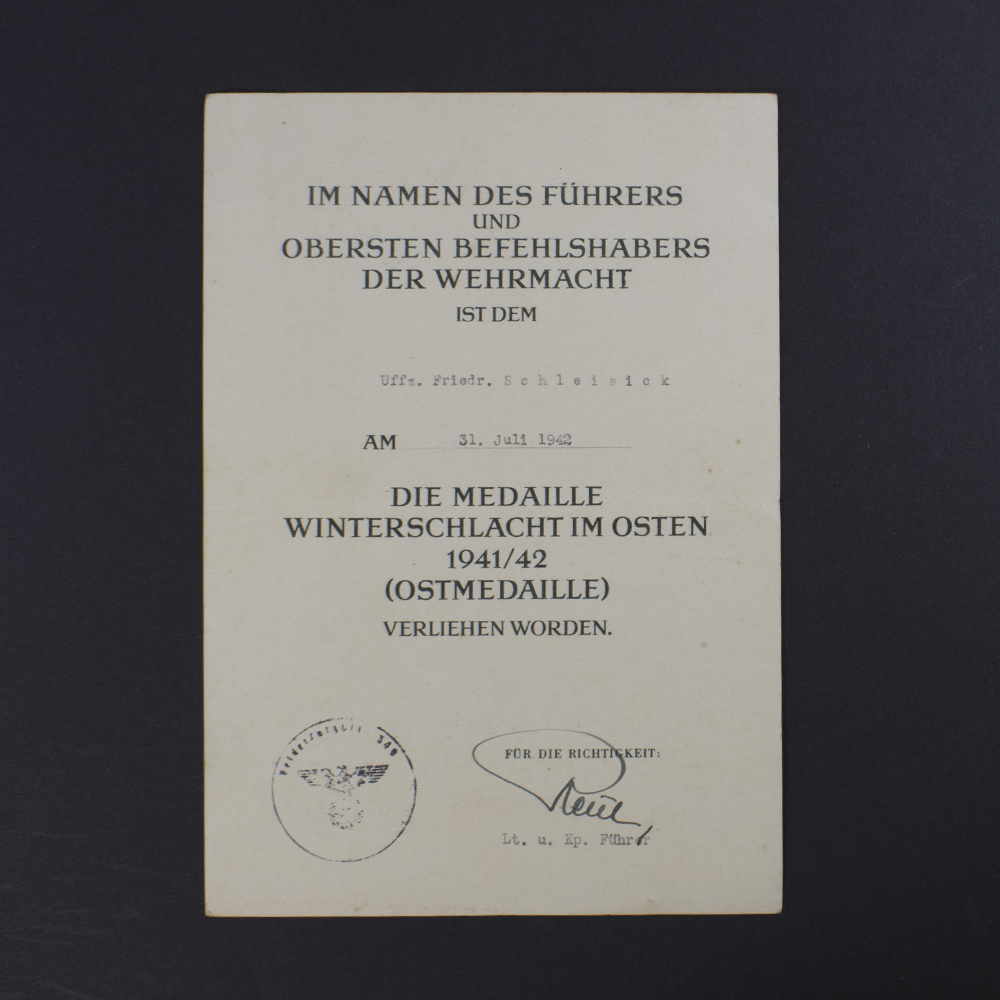 IM NAMEN DES FÜHRERS
UND
OBERSTEN BEFEHLSHABERS
DER WEHRMACHT
IST DEM
Uffz. Friedr. Schleisick
AM 31. Juli 1942
DIE MEDAILLE
WINTERSCHLACHT IM OSTEN
1941/42
(OSTMEDAILLE)
VERLIEHEN WORDEN.
FÜR DIE RICHTIGKEIT:
Lt. u. Kp. Führer